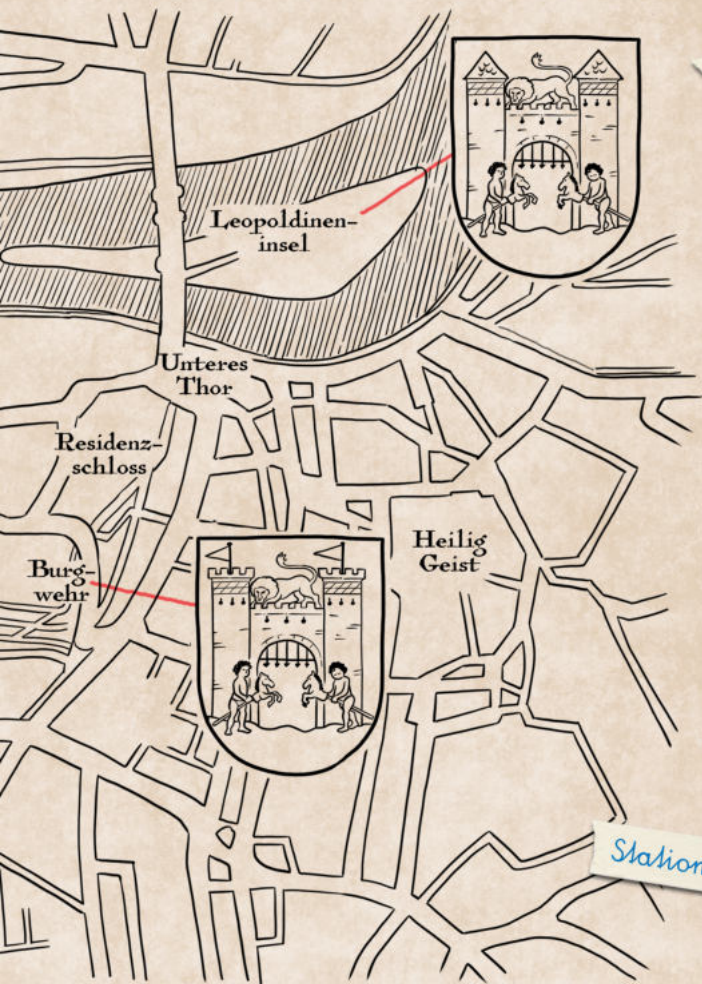 Leopoldinen-
insel
Unteres
Thor
Residenz-
schloss
Heilig
Geist
Burg-
wehr
Station